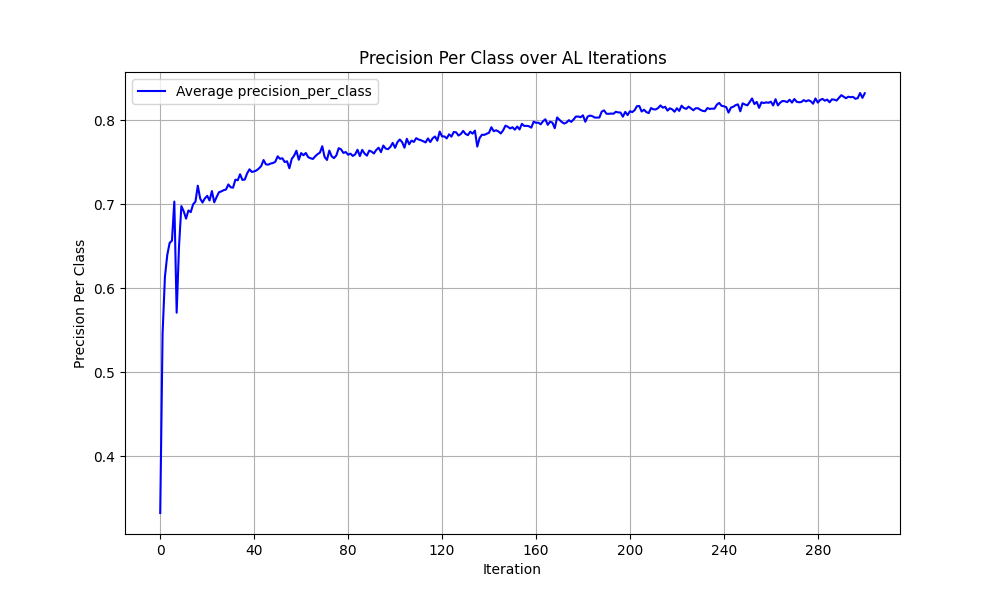 Precision Per Class over AL Iterations
Average precision_per_class
Precision Per Class
0.8
0.7
0.6
0.5
0.4
0 40 80 120 160 200 240 280
Iteration